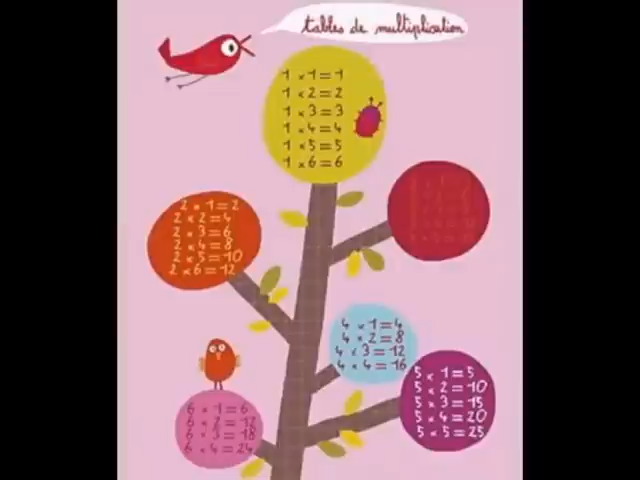 tables de multiplication
1 × 1 = 1
1 × 2 = 2
1 × 3 = 3
1 × 4 = 4
1 × 5 = 5
1 × 6 = 6
2 × 1 = 2
2 × 2 = 4
2 × 3 = 6
2 × 4 = 8
2 × 5 = 10
2 × 6 = 12
4 × 1 = 4
4 × 2 = 8
4 × 3 = 12
4 × 4 = 16
5 × 1 = 5
5 × 2 = 10
5 × 3 = 15
5 × 4 = 20
5 × 5 = 25
6 × 1 = 6
6 × 2 = 12
6 × 3 = 18
6 × 4 = 24